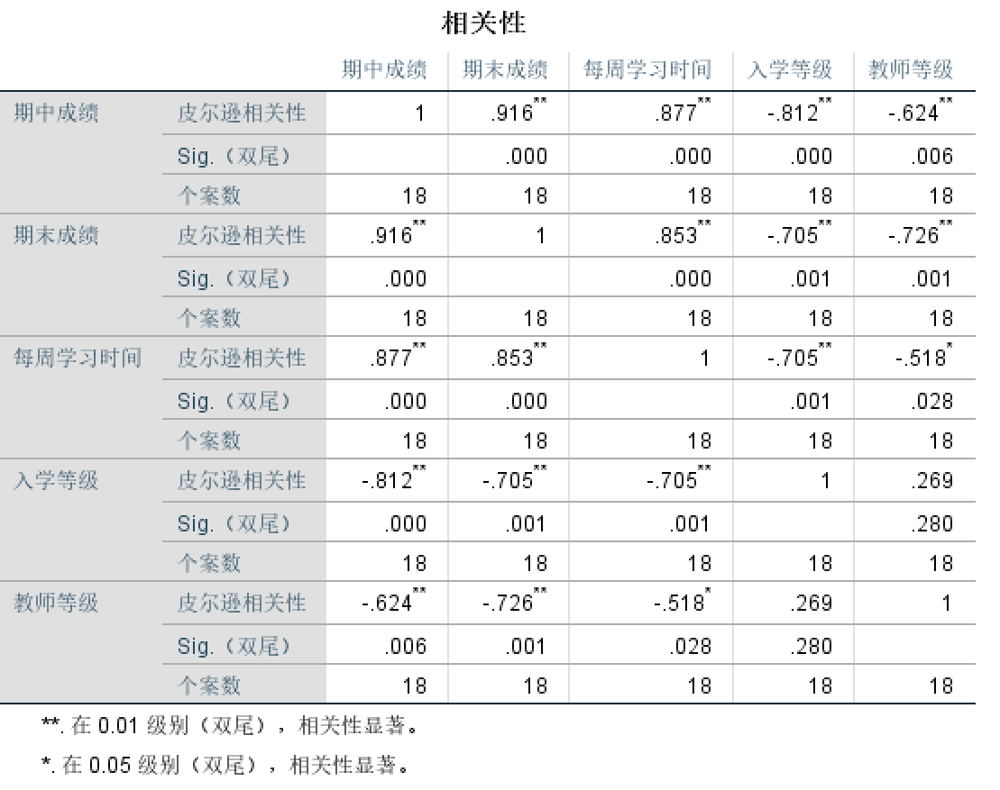 相关性
期中成绩 期末成绩 每周学习时间 入学等级 教师等级
期中成绩 皮尔逊相关性 1 .916** .877** -.812** -.624**
Sig.（双尾） .000 .000 .000 .006
个案数 18 18 18 18 18
期末成绩 皮尔逊相关性 .916** 1 .853** -.705** -.726**
Sig.（双尾） .000 .000 .001 .001
个案数 18 18 18 18 18
每周学习时间 皮尔逊相关性 .877** .853** 1 -.705** -.518*
Sig.（双尾） .000 .000 .001 .028
个案数 18 18 18 18 18
入学等级 皮尔逊相关性 -.812** -.705** -.705** 1 .269
Sig.（双尾） .000 .001 .001 .280
个案数 18 18 18 18 18
教师等级 皮尔逊相关性 -.624** -.726** -.518* .269 1
Sig.（双尾） .006 .001 .028 .280
个案数 18 18 18 18 18
**. 在 0.01 级别（双尾），相关性显著。
*. 在 0.05 级别（双尾），相关性显著。